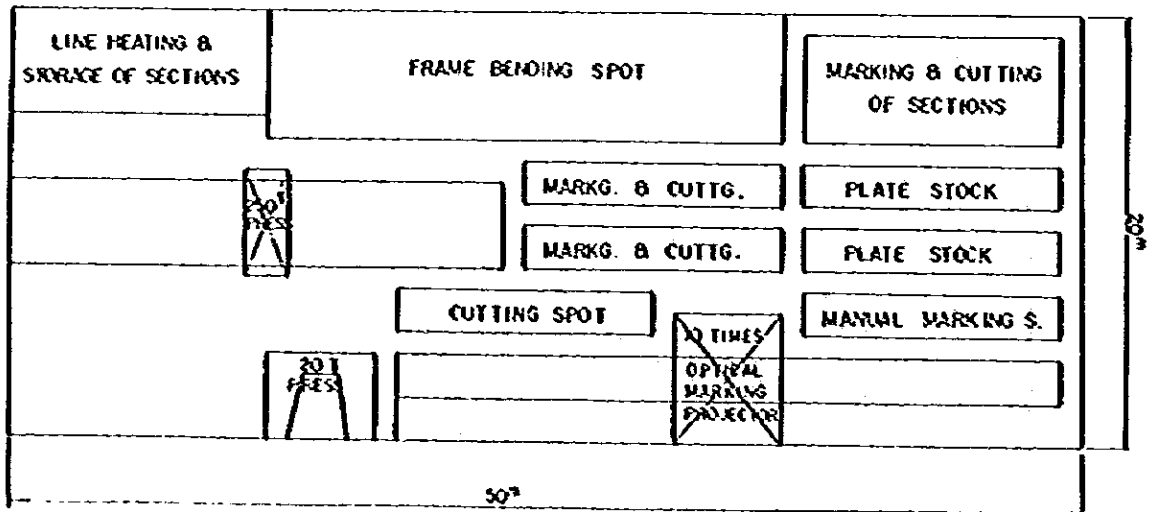 LINE HEATING &
STORAGE OF SECTIONS
FRAME BENDING SPOT
MARKING & CUTTING
OF SECTIONS
MARKG. & CUTTG.
PLATE STOCK
PRESS
MARKG. & CUTTG.
PLATE STOCK
CUTTING SPOT
MANUAL MARKING S.
10 TIMES
OPTICAL
MARKING
PROJECTOR
20 T
PRESS
20m
50m